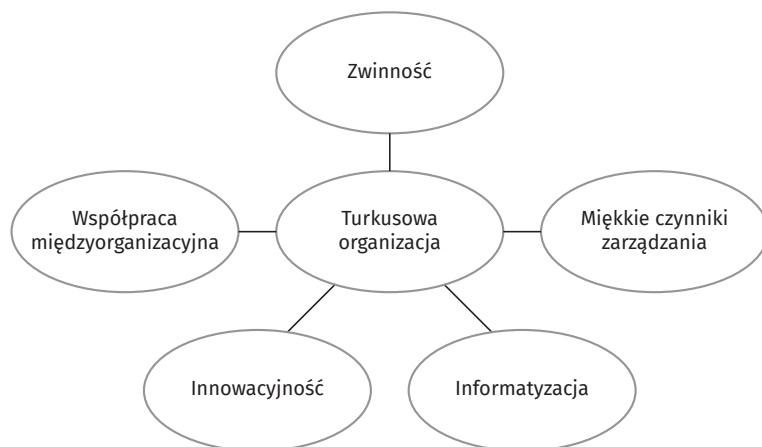 Zwinność
Współpraca
międzyorganizacyjna
Turkusowa
organizacja
Miękkie czynniki
zarządzania
Innowacyjność
Informatyzacja